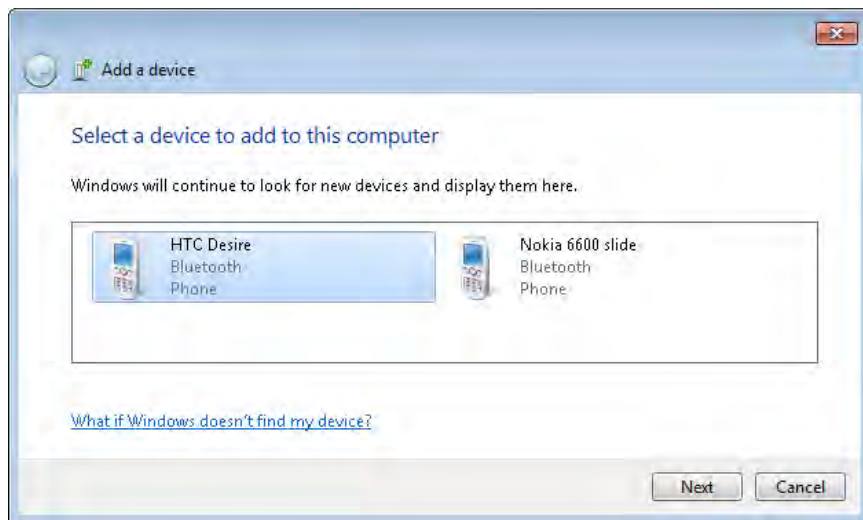 Add a device
Select a device to add to this computer
Windows will continue to look for new devices and display them here.
HTC Desire
Bluetooth
Phone
Nokia 6600 slide
Bluetooth
Phone
What if Windows doesn't find my device?
Next
Cancel